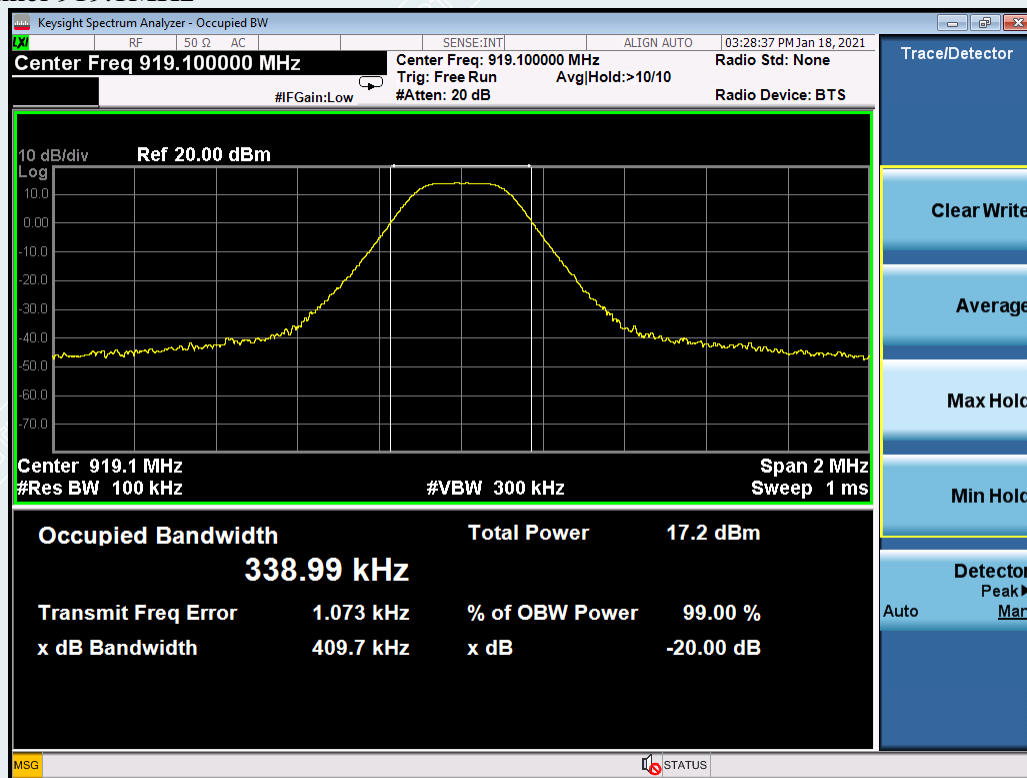 Keysight Spectrum Analyzer - Occupied BW
LXI RF 50 Ω AC SENSE:INT ALIGN AUTO 03:28:37 PM Jan 18, 2021
Center Freq 919.100000 MHz
Center Freq: 919.100000 MHz
Radio Std: None
Trig: Free Run Avg|Hold:>10/10
#IFGain:Low #Atten: 20 dB Radio Device: BTS
10 dB/div Ref 20.00 dBm
Log
10.0
0.00
-10.0
-20.0
-30.0
-40.0
-50.0
-60.0
-70.0
Center 919.1 MHz Span 2 MHz
#Res BW 100 kHz #VBW 300 kHz Sweep 1 ms
Occupied Bandwidth Total Power 17.2 dBm
338.99 kHz
Transmit Freq Error 1.073 kHz % of OBW Power 99.00 %
x dB Bandwidth 409.7 kHz x dB -20.00 dB
Trace/Detector
Clear Write
Average
Max Hold
Min Hold
Detector
Peak▶
Auto Man
MSG STATUS